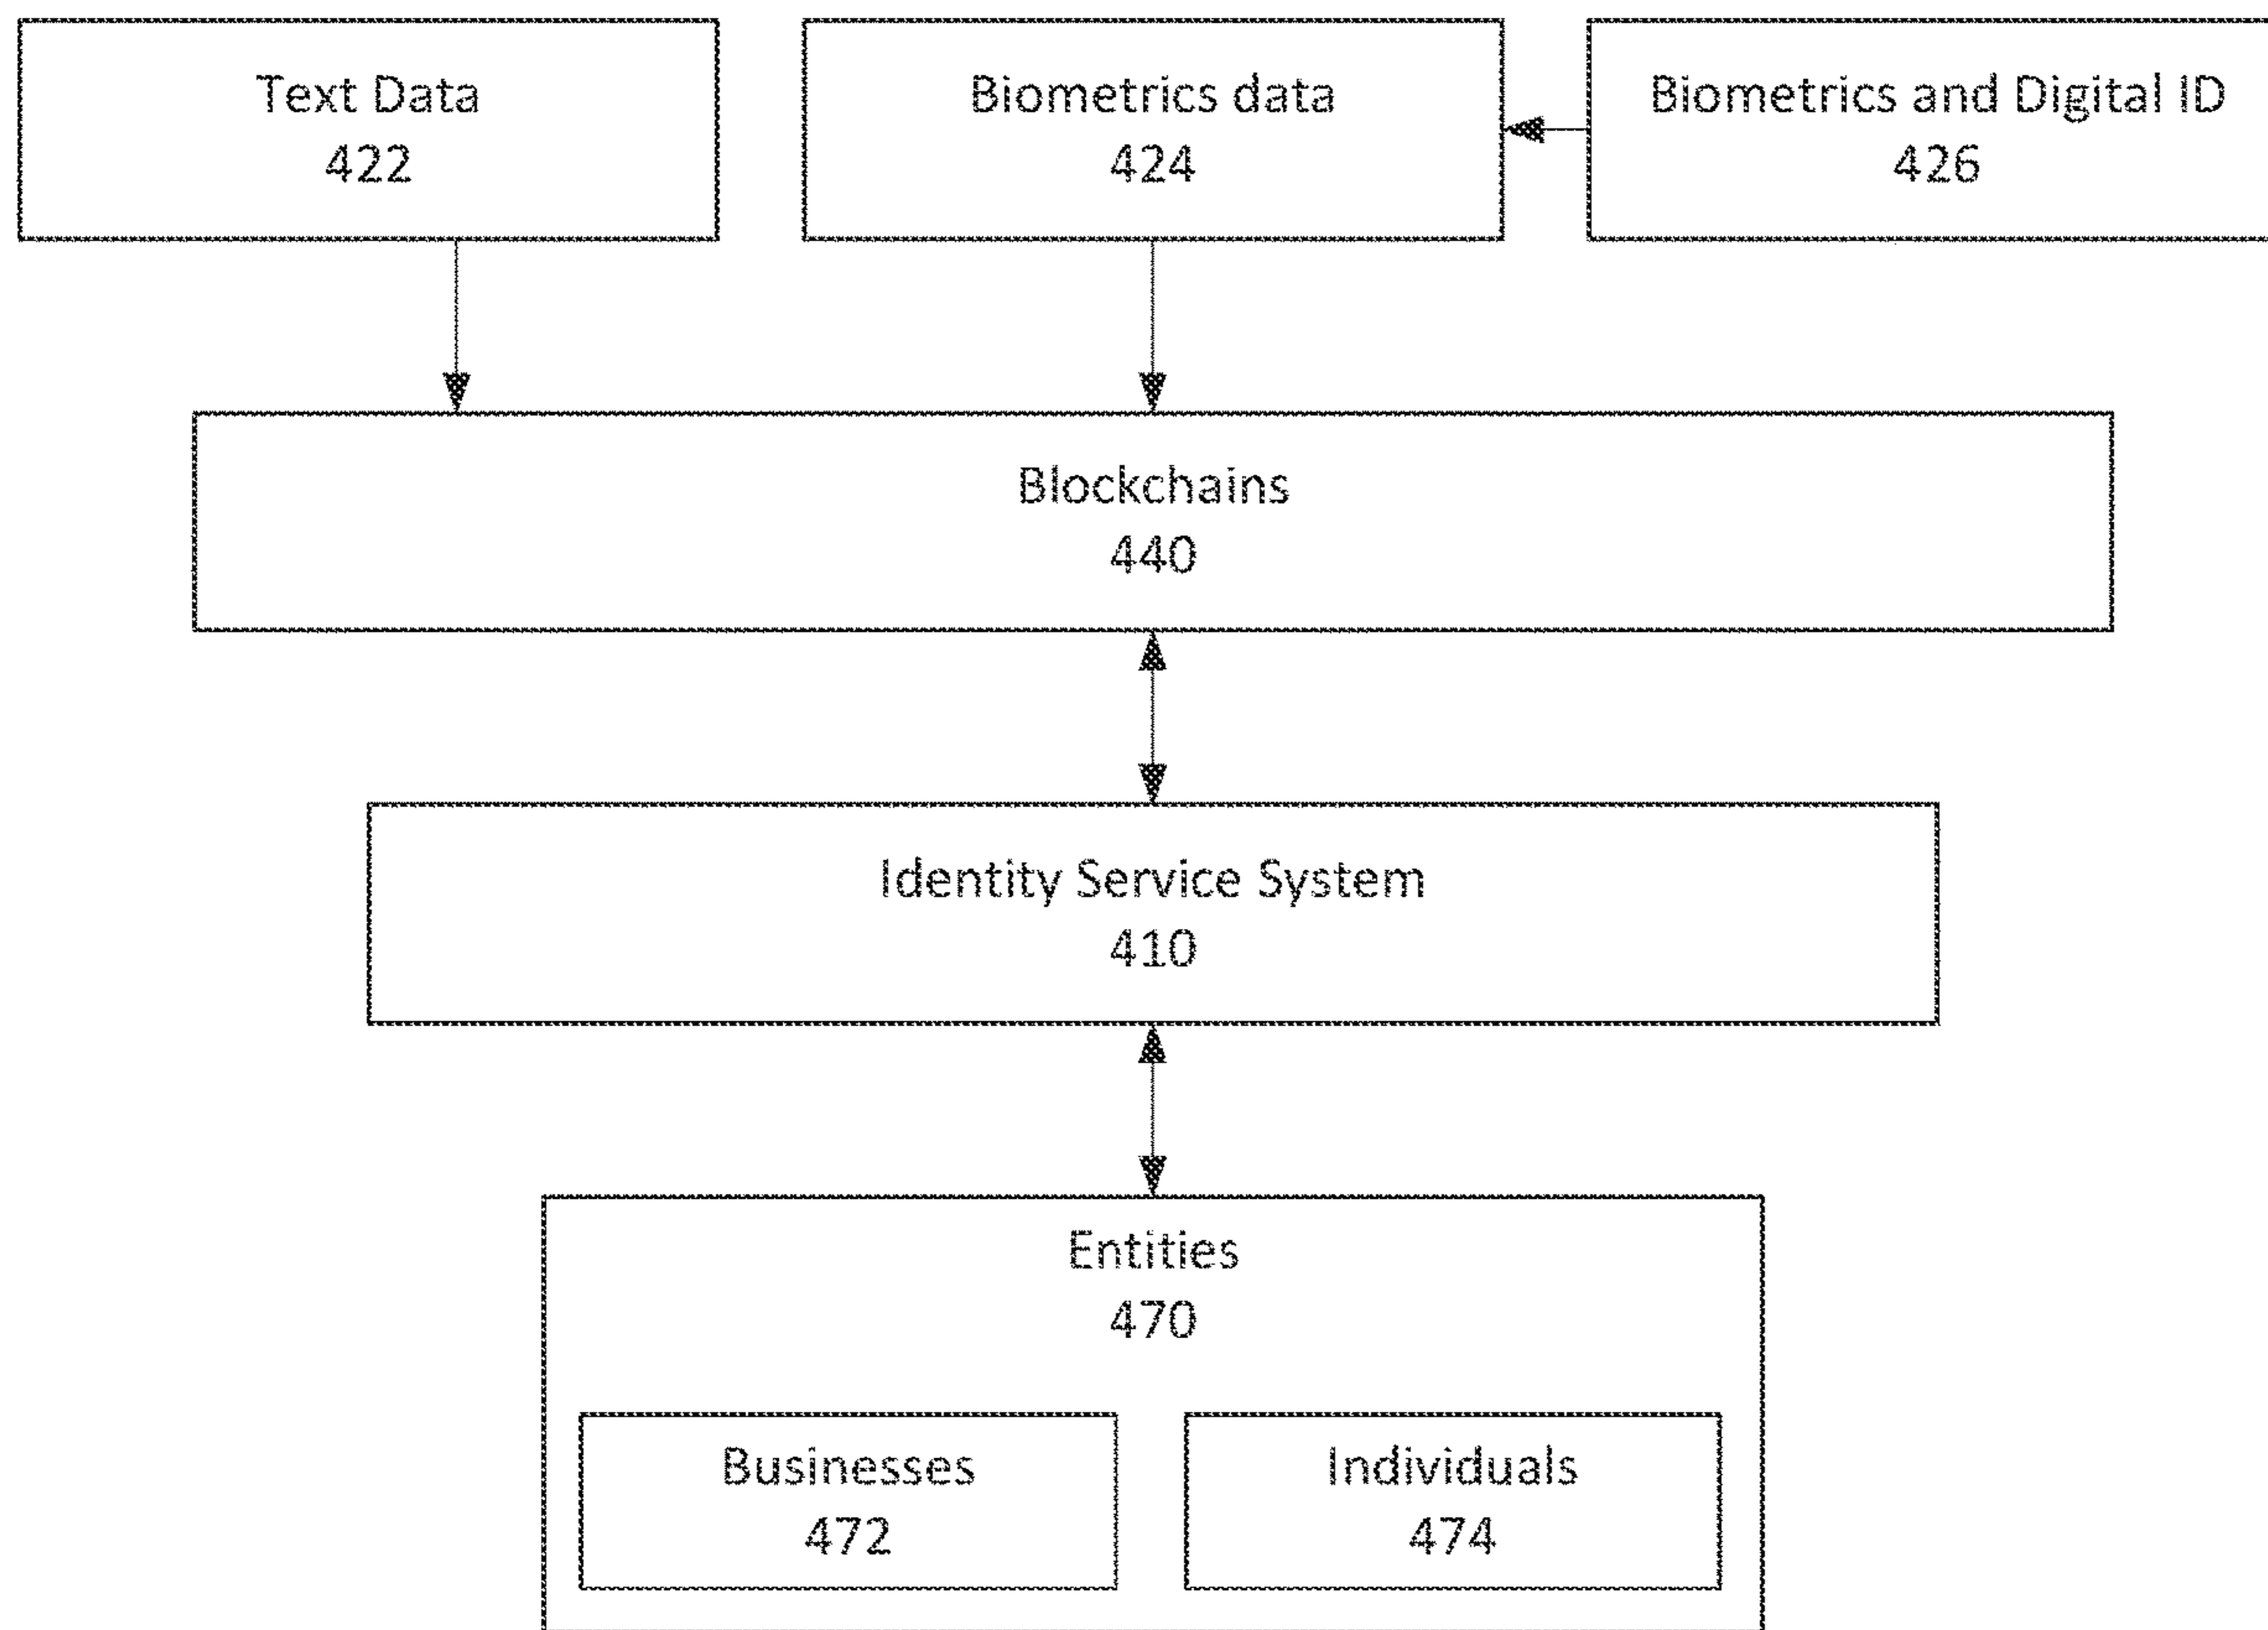 Text Data
422
Biometrics data
424
Biometrics and Digital ID
426
Blockchains
440
Identity Service System
410
Entities
470
Businesses
472
Individuals
474